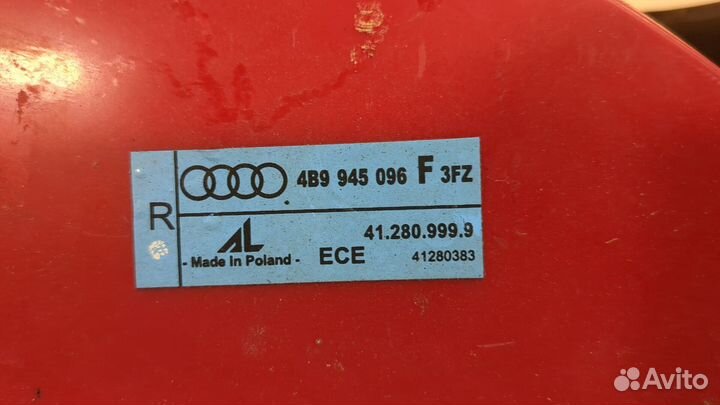 R
4B9 945 096 F 3FZ
AL
41.280.999.9
- Made in Poland - ECE 41280383
Avito